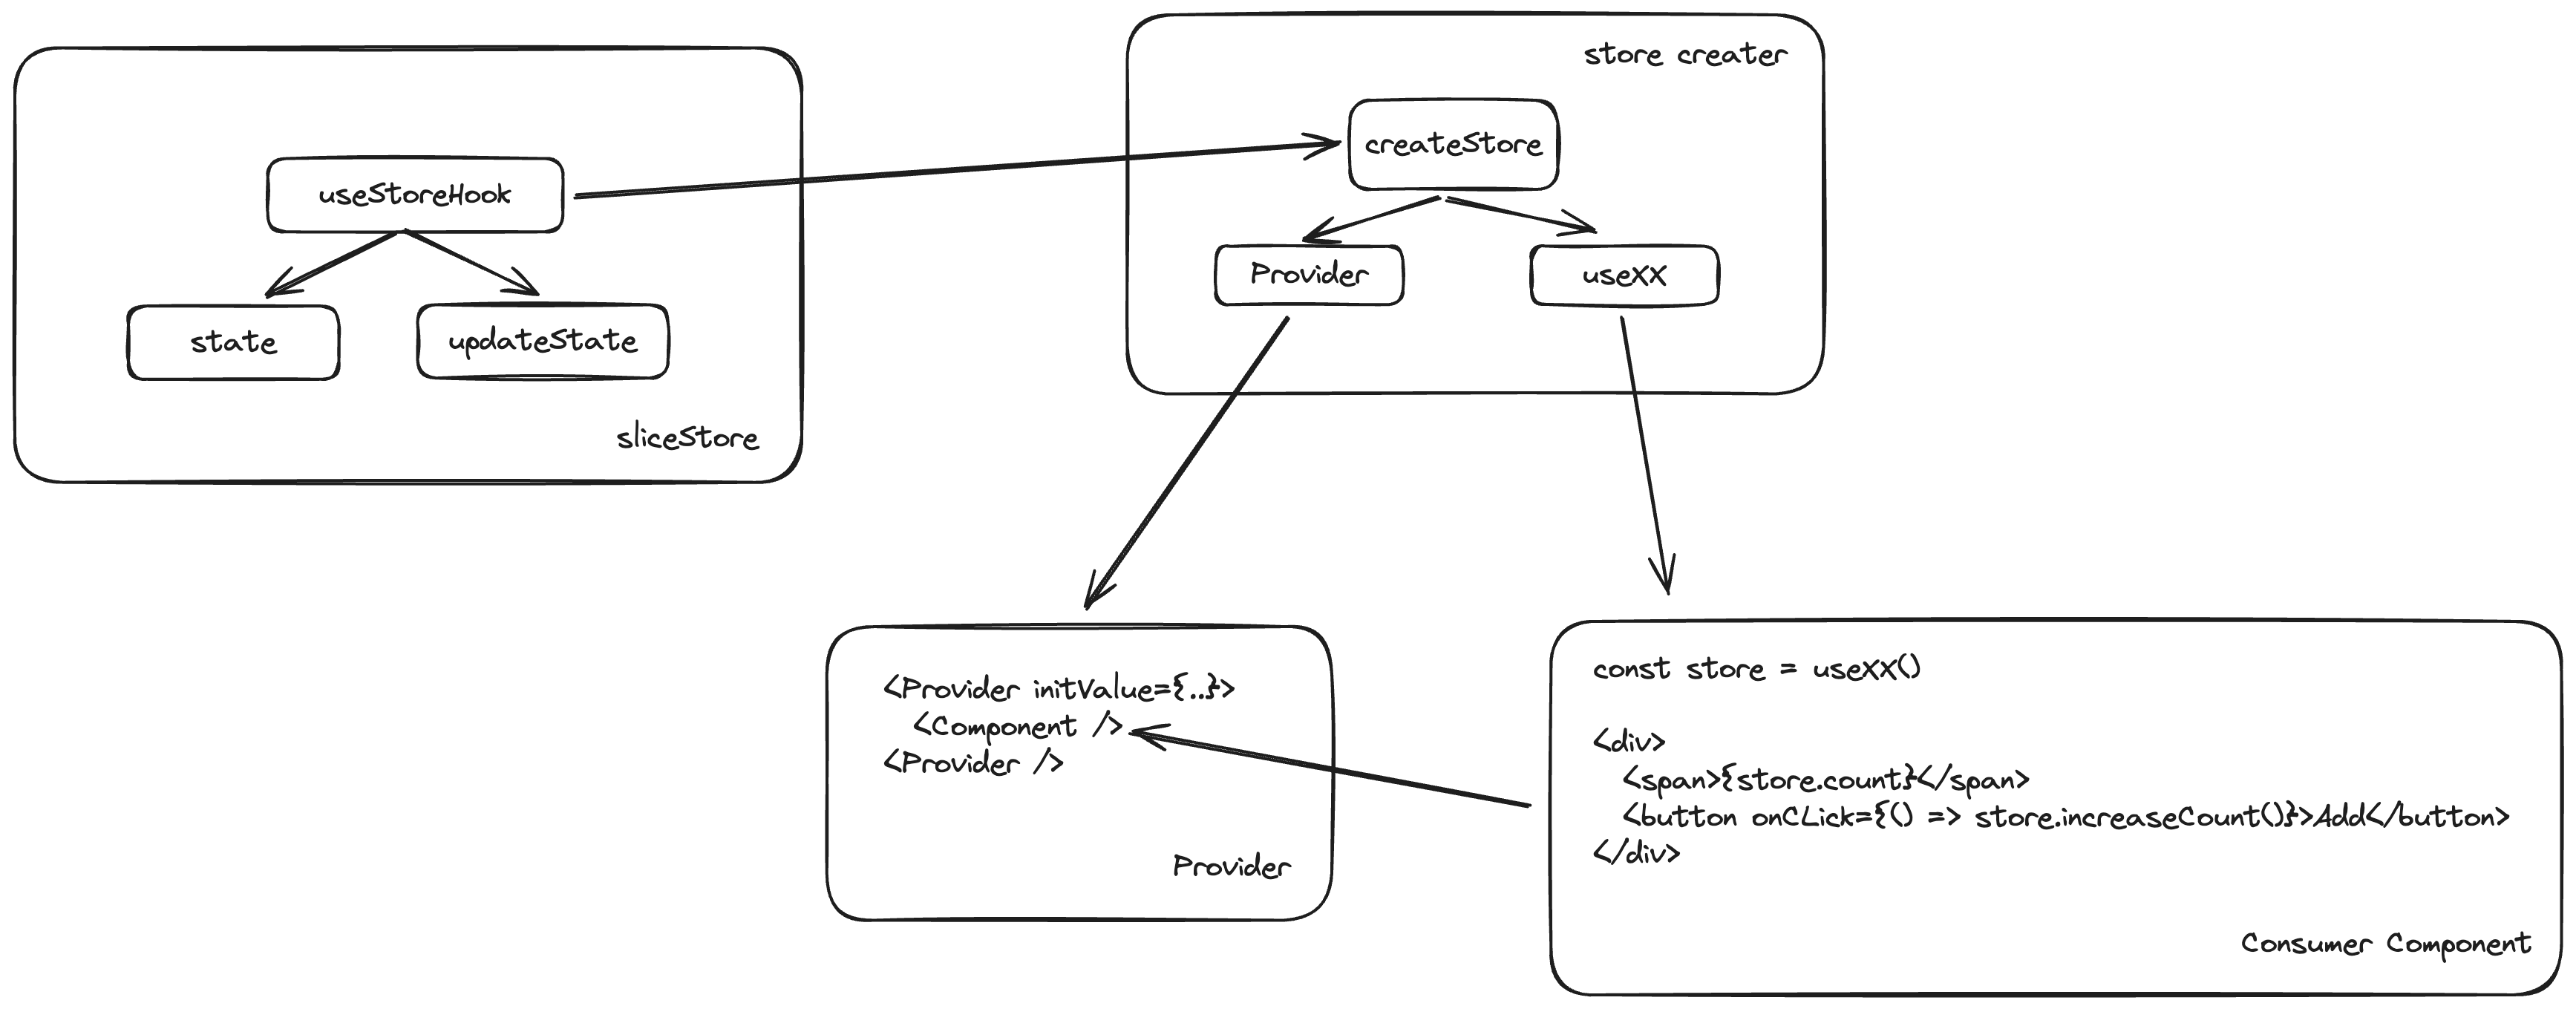 store creater
createStore
useStoreHook
Provider
useXX
state
updateState
sliceStore
<Provider initValue={..}>
<Component />
<Provider />
Provider
const store = useXX()
<div>
<span>{store.count}</span>
<button onCLick={() => store.increaseCount()}>Add</button>
</div>
Consumer Component